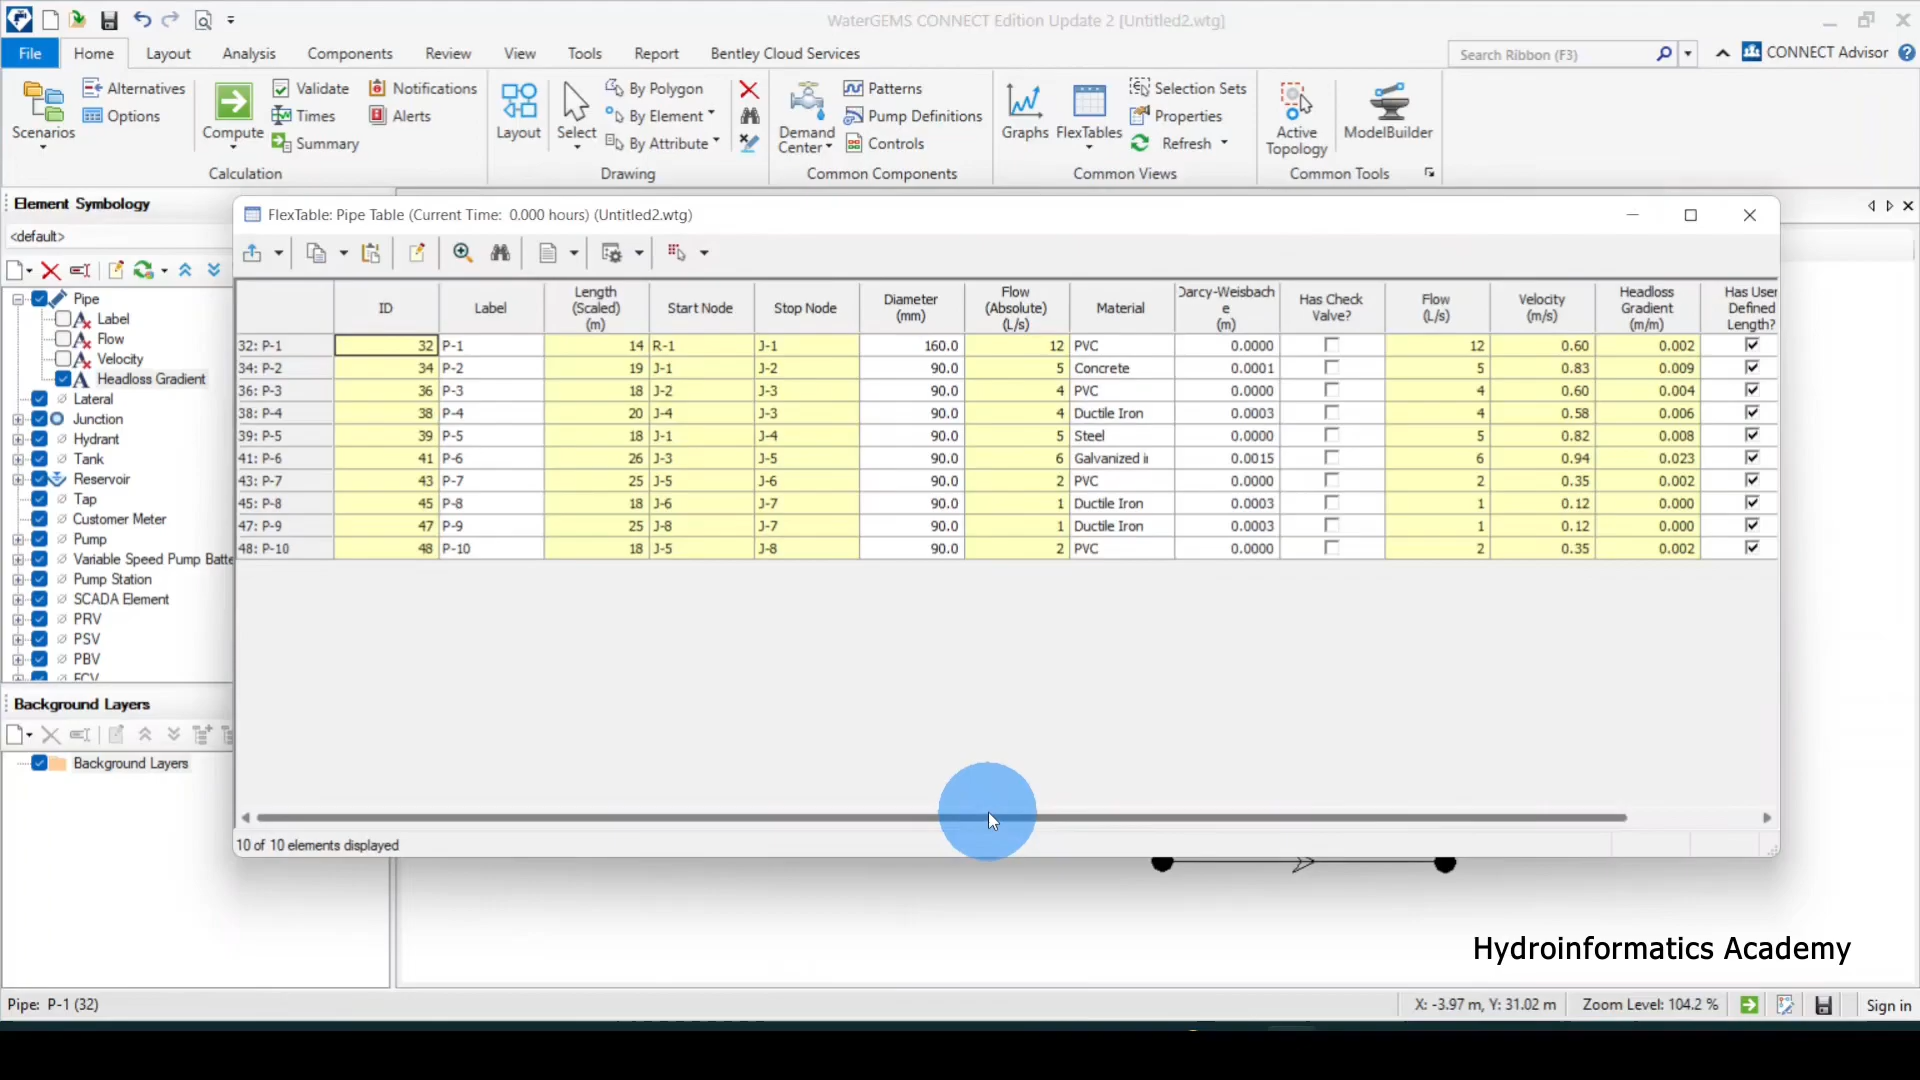 WaterGEMS CONNECT Edition Update 2 [Untitled2.wtg]
File Home Layout Analysis Components Review View Tools Report Bentley Cloud Services
Search Ribbon (F3) CONNECT Advisor
Scenarios Alternatives Options
Compute Validate Times Summary Notifications Alerts
Calculation
Layout Select By Polygon By Element By Attribute
Drawing
Demand Center Patterns Pump Definitions Controls
Common Components
Graphs FlexTables Selection Sets Properties Refresh
Common Views
Active Topology ModelBuilder
Common Tools
Element Symbology
<default>
Pipe
Label
Flow
Velocity
Headloss Gradient
Lateral
Junction
Hydrant
Tank
Reservoir
Tap
Customer Meter
Pump
Variable Speed Pump Batte
Pump Station
SCADA Element
PRV
PSV
PBV
FCV
Background Layers
Background Layers
FlexTable: Pipe Table (Current Time: 0.000 hours) (Untitled2.wtg)
ID Label Length (Scaled) (m) Start Node Stop Node Diameter (mm) Flow (Absolute) (L/s) Material Darcy-Weisbach e (m) Has Check Valve? Flow (L/s) Velocity (m/s) Headloss Gradient (m/m) Has User Defined Length?
32: P-1 32 P-1 14 R-1 J-1 160.0 12 PVC 0.0000 12 0.60 0.002
34: P-2 34 P-2 19 J-1 J-2 90.0 5 Concrete 0.0001 5 0.83 0.009
36: P-3 36 P-3 18 J-2 J-3 90.0 4 PVC 0.0000 4 0.60 0.004
38: P-4 38 P-4 20 J-4 J-3 90.0 4 Ductile Iron 0.0003 4 0.58 0.006
39: P-5 39 P-5 18 J-1 J-4 90.0 5 Steel 0.0000 5 0.82 0.008
41: P-6 41 P-6 26 J-3 J-5 90.0 6 Galvanized i 0.0015 6 0.94 0.023
43: P-7 43 P-7 25 J-5 J-6 90.0 2 PVC 0.0000 2 0.35 0.002
45: P-8 45 P-8 18 J-6 J-7 90.0 1 Ductile Iron 0.0003 1 0.12 0.000
47: P-9 47 P-9 25 J-8 J-7 90.0 1 Ductile Iron 0.0003 1 0.12 0.000
48: P-10 48 P-10 18 J-5 J-8 90.0 2 PVC 0.0000 2 0.35 0.002
10 of 10 elements displayed
Hydroinformatics Academy
Pipe: P-1 (32)
X: -3.97 m, Y: 31.02 m Zoom Level: 104.2 % Sign in